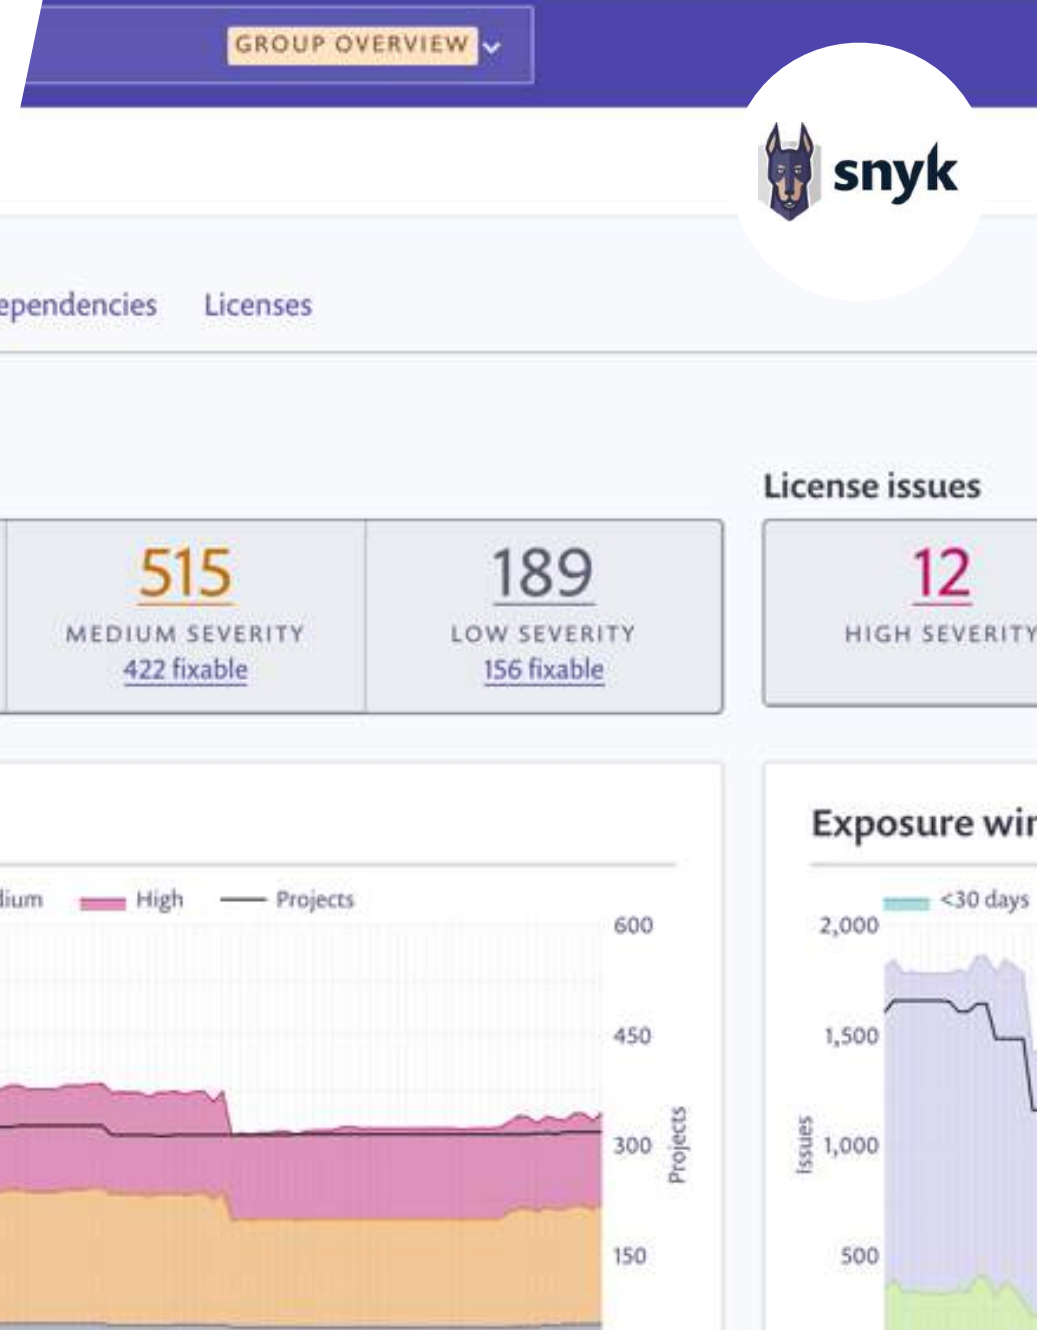 GROUP OVERVIEW
snyk
ependencies Licenses
License issues
515
MEDIUM SEVERITY
422 fixable
189
LOW SEVERITY
156 fixable
12
HIGH SEVERITY
Exposure wir
dium High Projects
600
450
300
150
Projects
<30 days
2,000
1,500
1,000
500
Issues